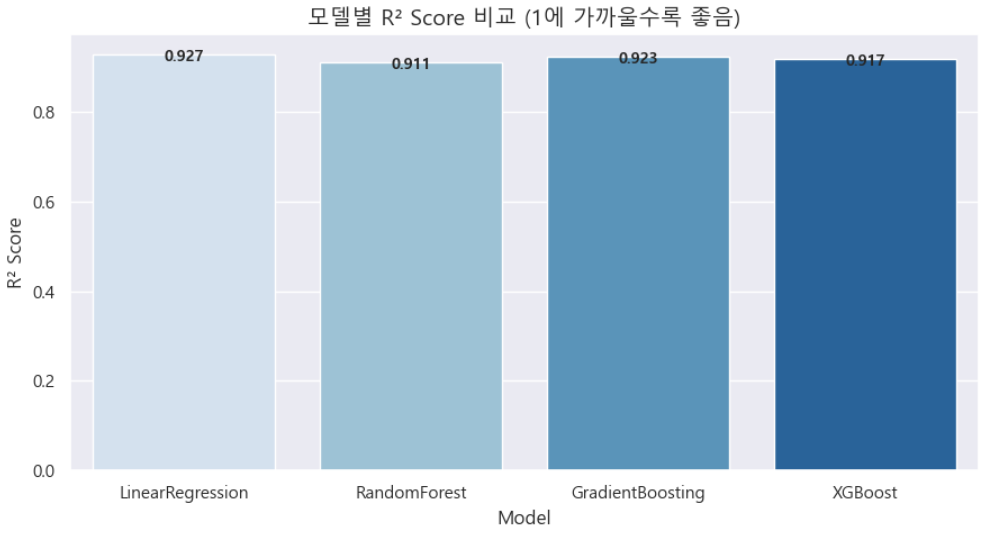 모델별 R² Score 비교 (1에 가까울수록 좋음)
0.927
0.911
0.923
0.917
0.8
0.6
0.4
0.2
0.0
R² Score
LinearRegression
RandomForest
GradientBoosting
XGBoost
Model